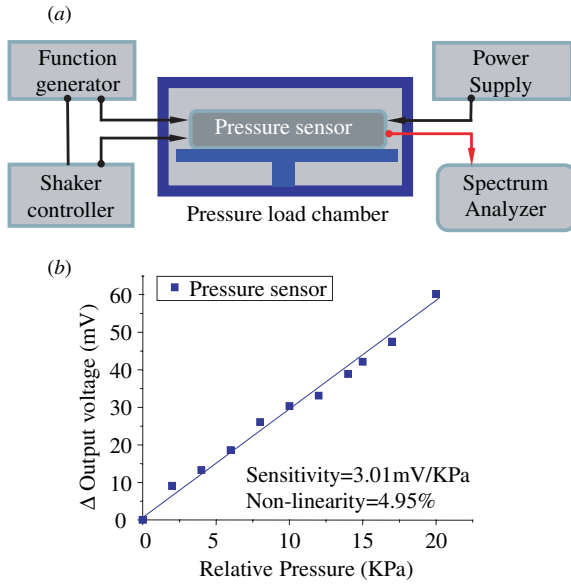 (a)
Function
generator
Power
Supply
Pressure sensor
Shaker
controller
Spectrum
Analyzer
Pressure load chamber
(b)
Pressure sensor
60
50
40
30
20
10
0
Δ Output voltage (mV)
Sensitivity=3.01mV/KPa
Non-linearity=4.95%
0 5 10 15 20
Relative Pressure (KPa)